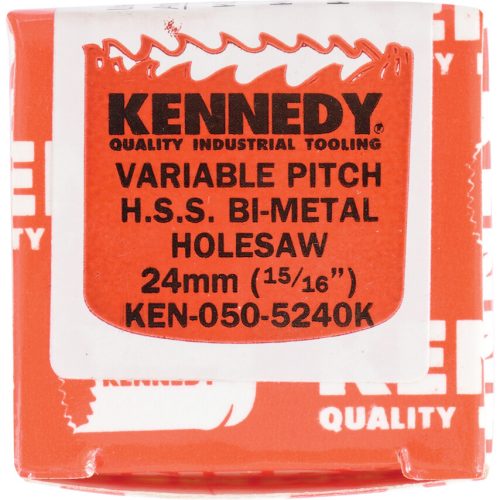 KENNEDY.
QUALITY INDUSTRIAL TOOLING
VARIABLE PITCH
H.S.S. BI-METAL
HOLESAW
24mm (15/16”)
KEN-050-5240K
KENNEDY
QUALITY